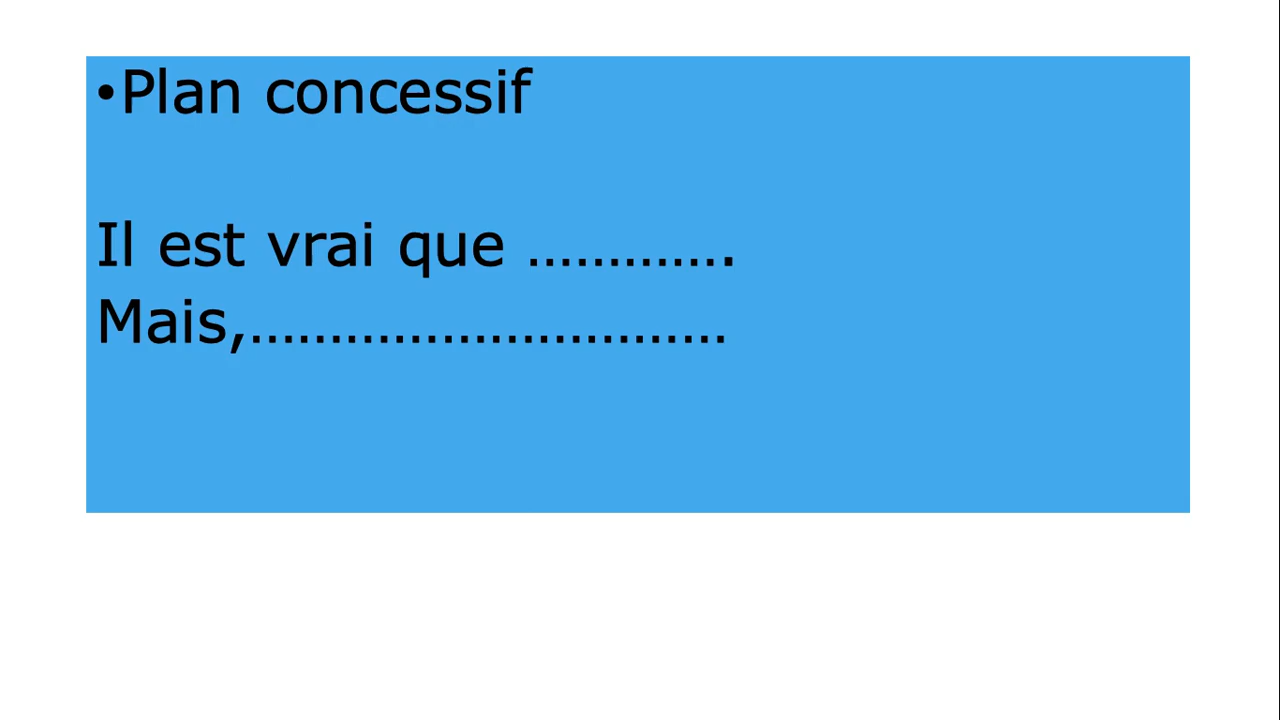 •Plan concessif
Il est vrai que ………….
Mais,…………………………